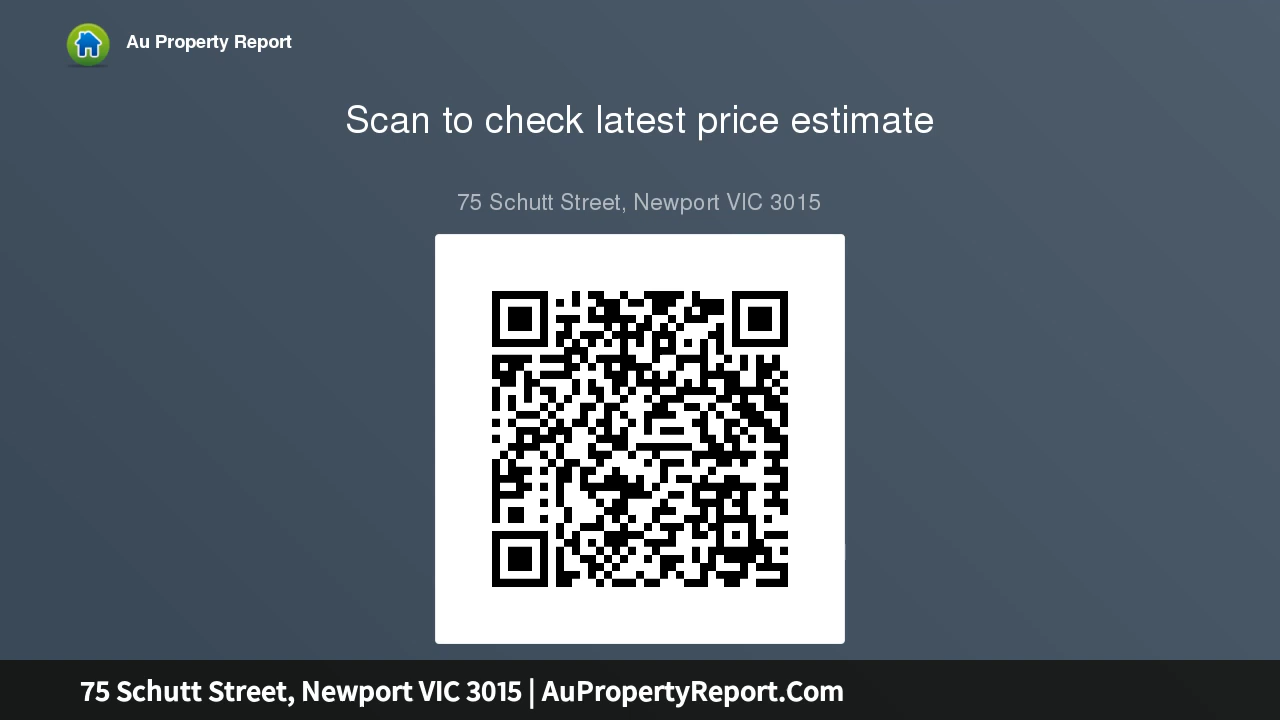 Au Property Report
Scan to check latest price estimate
75 Schutt Street, Newport VIC 3015
75 Schutt Street, Newport VIC 3015 | AuPropertyReport.Com